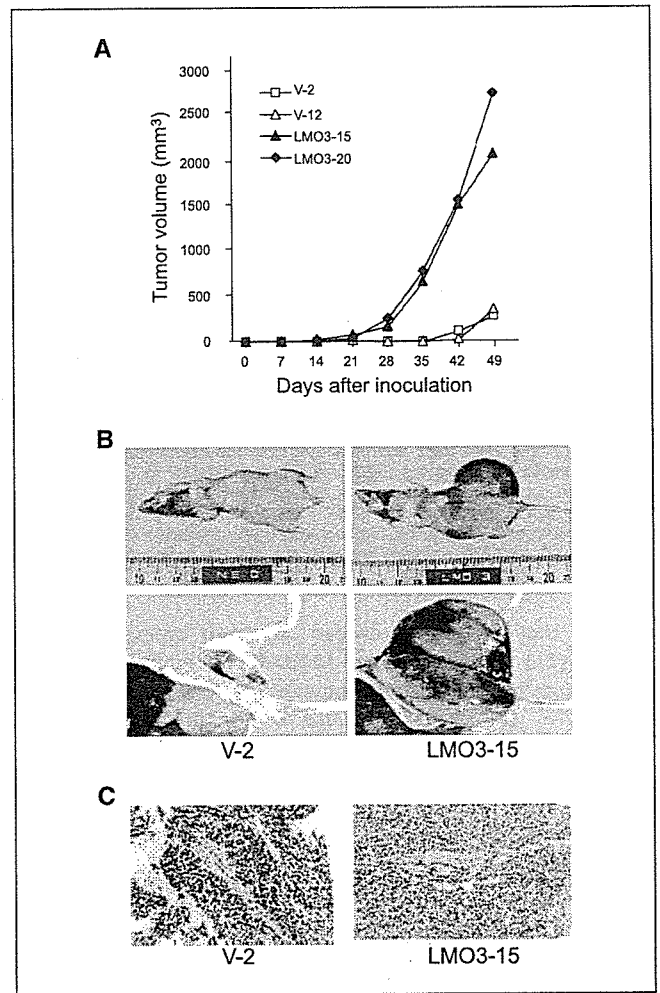 A
Tumor volume (mm³)
3000
2500
2000
1500
1000
500
0
V-2
V-12
LMO3-15
LMO3-20
0 7 14 21 28 35 42 49
Days after inoculation
B
V-2 LMO3-15
C
V-2 LMO3-15